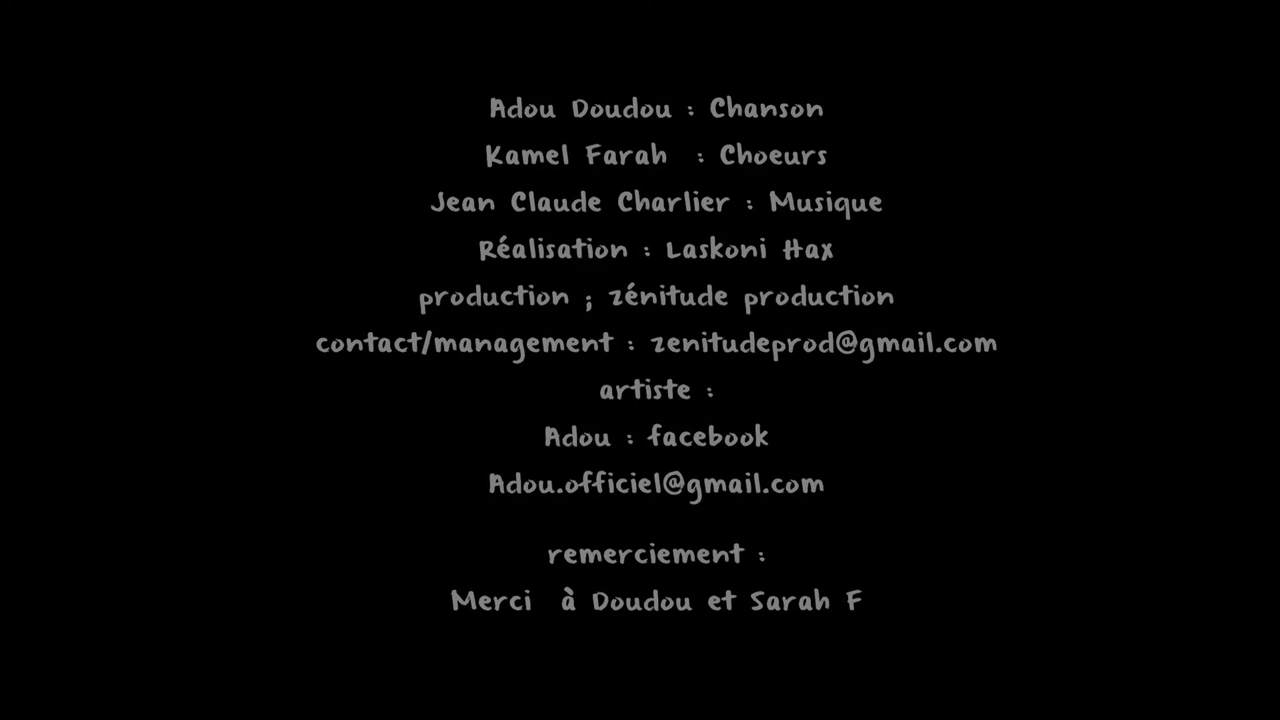 Adou Doudou : Chanson
Kamel Farah : Choeurs
Jean Claude Charlier : Musique
Réalisation : Laskoni Hax
production ; zénitude production
contact/management : zenitudeprod@gmail.com
artiste :
Adou : facebook
Adou.officiel@gmail.com
remerciement :
Merci à Doudou et Sarah F